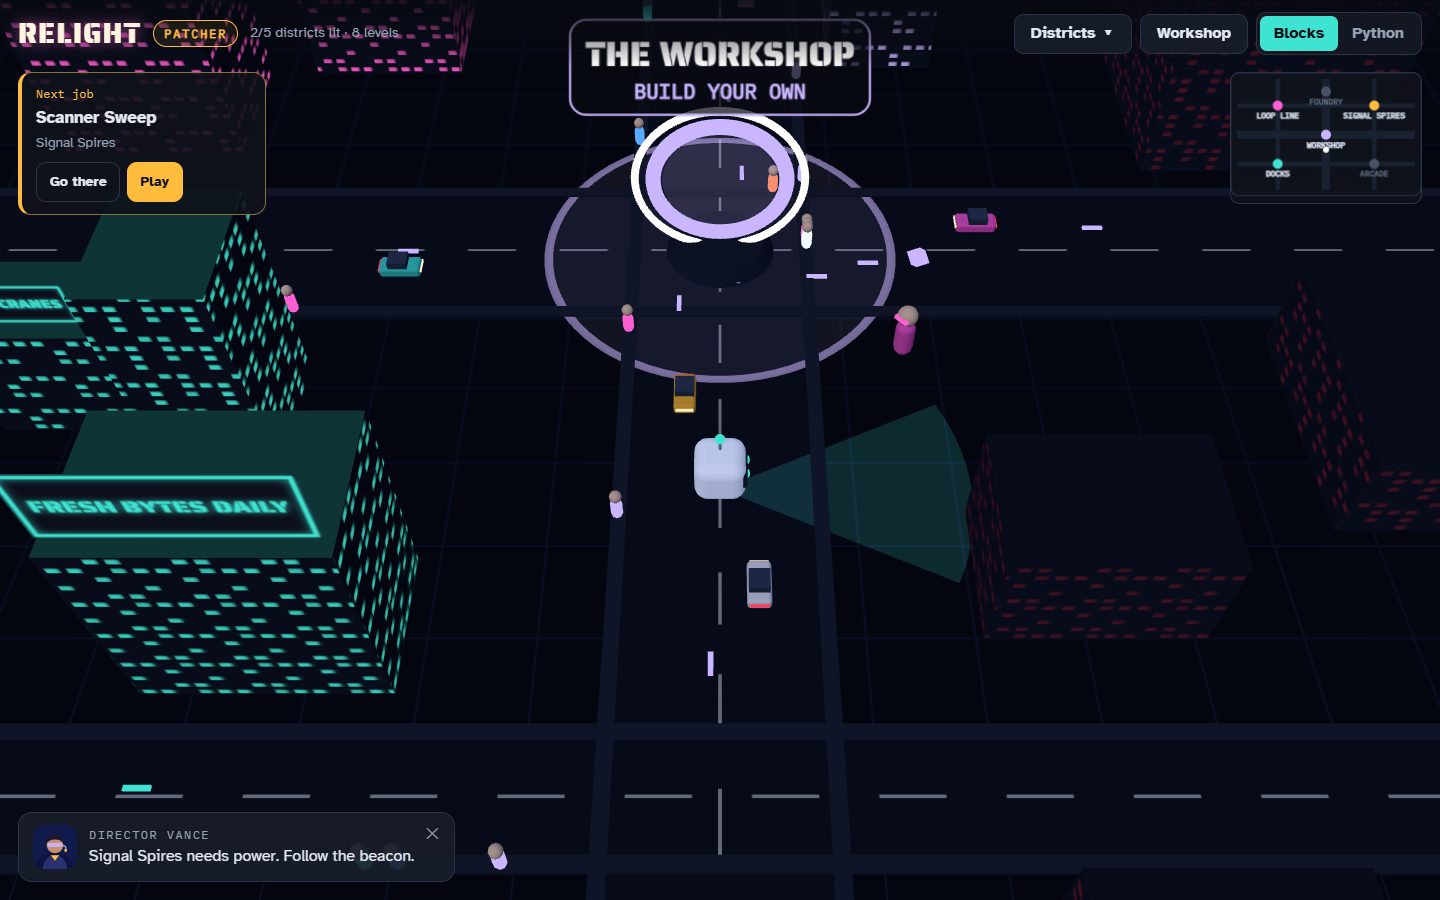 RELIGHT PATCHER 2/5 districts lit · 8 levels
Next job
Scanner Sweep
Signal Spires
Go there Play
THE WORKSHOP
BUILD YOUR OWN
Districts Workshop Blocks Python
FOUNDRY
LOOP LINE SIGNAL SPIRES
WORKSHOP
DOCKS ARCADE
CRANES
FRESH BYTES DAILY
DIRECTOR VANCE
Signal Spires needs power. Follow the beacon.